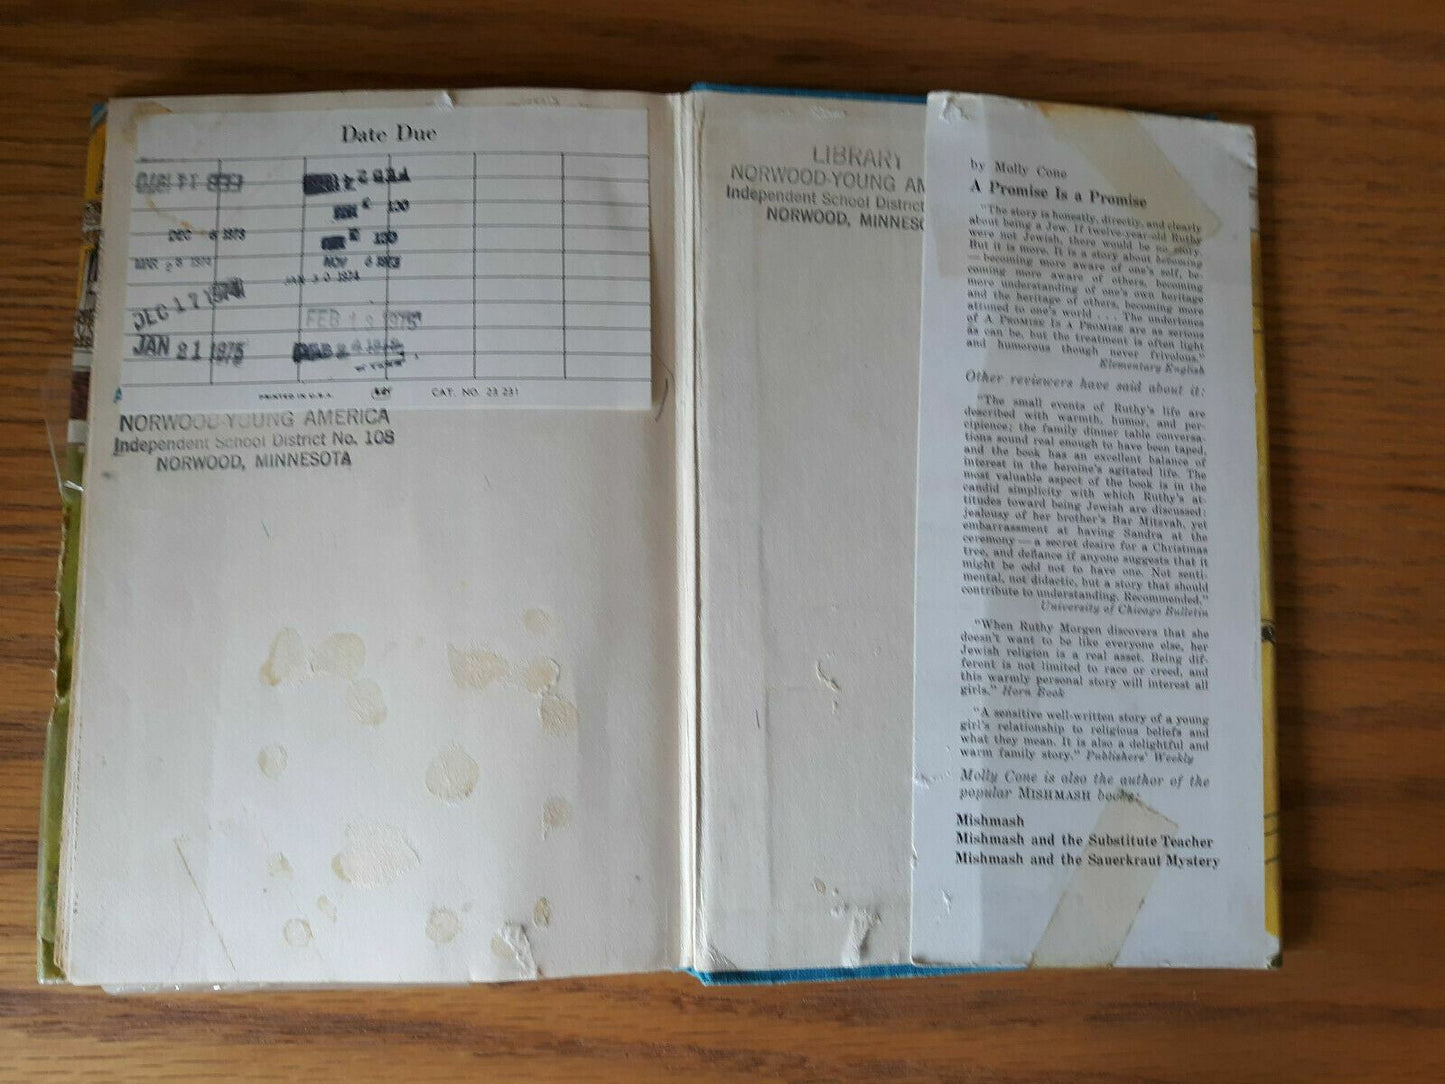 Date Due
FEB 2 4
130
DEC 6 1973
130
MAR 2 8 1974
NOV 6 1973
JAN 3 0 1974
DEC 1 7 1974
FEB 1 3 1975
JAN 21 1975
PRINTED IN U.S.A.
CAT. NO. 23 231
NORWOOD-YOUNG AMERICA
Independent School District No. 108
NORWOOD, MINNESOTA
LIBRARY
NORWOOD-YOUNG AM
Independent School District
NORWOOD, MINNESO
by Molly Cone
A Promise Is a Promise
"The story is honestly, directly, and clearly
about being a Jew. If twelve-year-old Ruthy
were not Jewish, there would be no story.
But it is more. It is a story about becoming
— becoming more aware of one's self, be-
coming more aware of others, becoming
more understanding of one's own heritage
and the heritage of others, becoming more
attuned to one's world . . . The undertones
of A PROMISE IS A PROMISE are as serious
as can be, but the treatment is often light
and humorous though never frivolous."
Elementary English
Other reviewers have said about it:
"The small events of Ruthy's life are
described with warmth, humor, and per-
cipience; the family dinner table conversa-
tions sound real enough to have been taped,
and the book has an excellent balance of
interest in the heroine's agitated life. The
most valuable aspect of the book is in the
candid simplicity with which Ruthy's at-
titudes toward being Jewish are discussed:
jealousy of her brother's Bar Mitzvah, yet
embarrassment at having Sandra at the
ceremony — a secret desire for a Christmas
tree, and defiance if anyone suggests that it
might be odd not to have one. Not senti-
mental, not didactic, but a story that should
contribute to understanding. Recommended."
University of Chicago Bulletin
"When Ruthy Morgen discovers that she
doesn't want to be like everyone else, her
Jewish religion is a real asset. Being dif-
ferent is not limited to race or creed, and
this warmly personal story will interest all
girls." Horn Book
"A sensitive well-written story of a young
girl's relationship to religious beliefs and
what they mean. It is also a delightful and
warm family story." Publishers' Weekly
Molly Cone is also the author of the
popular MISHMASH books:
Mishmash
Mishmash and the Substitute Teacher
Mishmash and the Sauerkraut Mystery